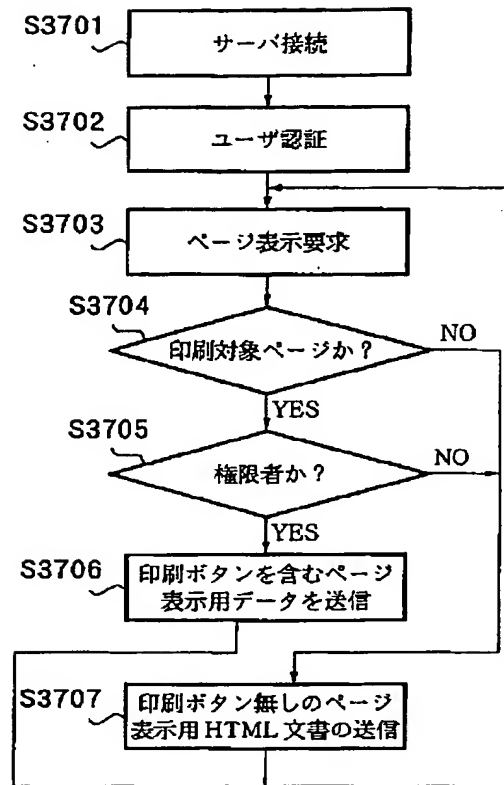 S3701
サーバ接続
S3702
ユーザ認証
S3703
ページ表示要求
S3704
印刷対象ページか？
NO
YES
S3705
権限者か？
NO
YES
S3706
印刷ボタンを含むページ
表示用データを送信
S3707
印刷ボタン無しのページ
表示用HTML文書の送信